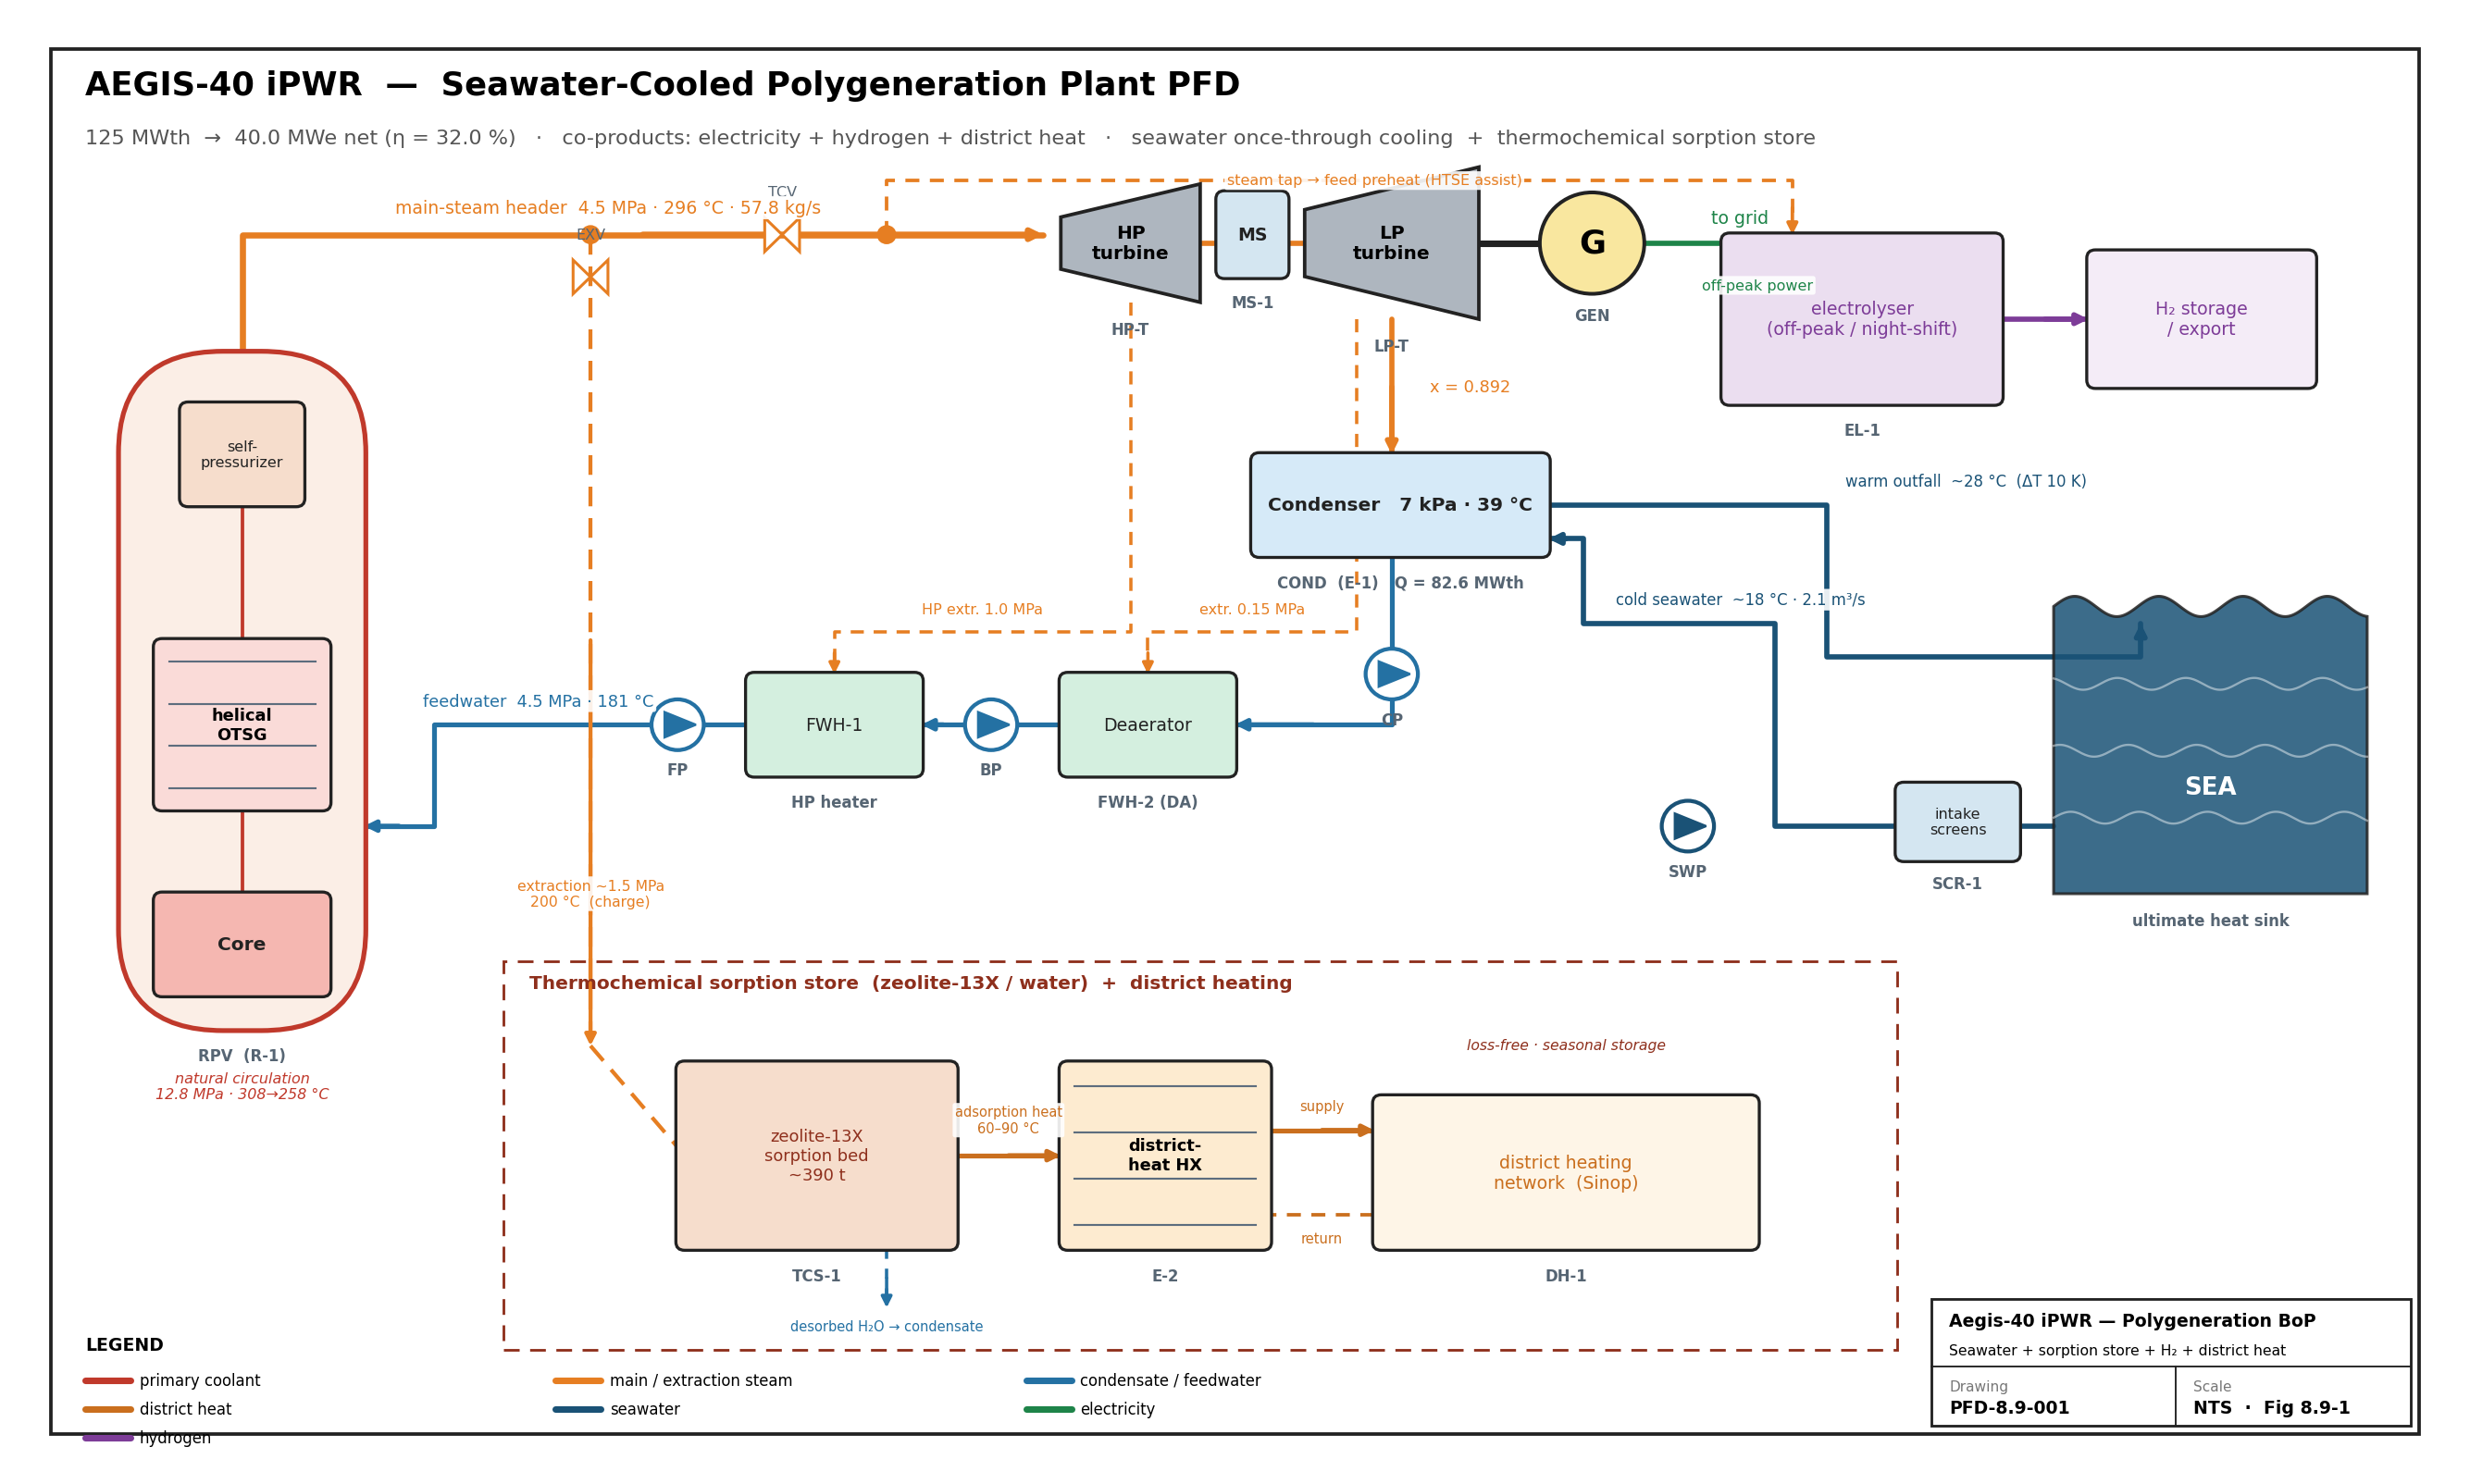 AEGIS-40 iPWR — Seawater-Cooled Polygeneration Plant PFD
125 MWth → 40.0 MWe net (η = 32.0 %) · co-products: electricity + hydrogen + district heat · seawater once-through cooling + thermochemical sorption store
steam tap → feed preheat (HTSE assist)
TCV
main-steam header 4.5 MPa · 296 °C · 57.8 kg/s
EXV
HP
turbine
MS
LP
turbine
G
to grid
off-peak power
HP-T
MS-1
LP-T
GEN
electrolyser
(off-peak / night-shift)
H₂ storage
/ export
EL-1
x = 0.892
self-
pressurizer
warm outfall ~28 °C (ΔT 10 K)
Condenser 7 kPa · 39 °C
COND (E-1) Q = 82.6 MWth
cold seawater ~18 °C · 2.1 m³/s
HP extr. 1.0 MPa
extr. 0.15 MPa
helical
OTSG
feedwater 4.5 MPa · 181 °C
FP
FWH-1
HP heater
BP
Deaerator
FWH-2 (DA)
CP
SEA
SWP
intake
screens
SCR-1
ultimate heat sink
extraction ~1.5 MPa
200 °C (charge)
Core
RPV (R-1)
natural circulation
12.8 MPa · 308→258 °C
Thermochemical sorption store (zeolite-13X / water) + district heating
loss-free · seasonal storage
zeolite-13X
sorption bed
~390 t
adsorption heat
60–90 °C
district-
heat HX
supply
return
district heating
network (Sinop)
TCS-1
E-2
DH-1
desorbed H₂O → condensate
LEGEND
primary coolant
main / extraction steam
condensate / feedwater
district heat
seawater
electricity
hydrogen
Aegis-40 iPWR — Polygeneration BoP
Seawater + sorption store + H₂ + district heat
Drawing
PFD-8.9-001
Scale
NTS · Fig 8.9-1